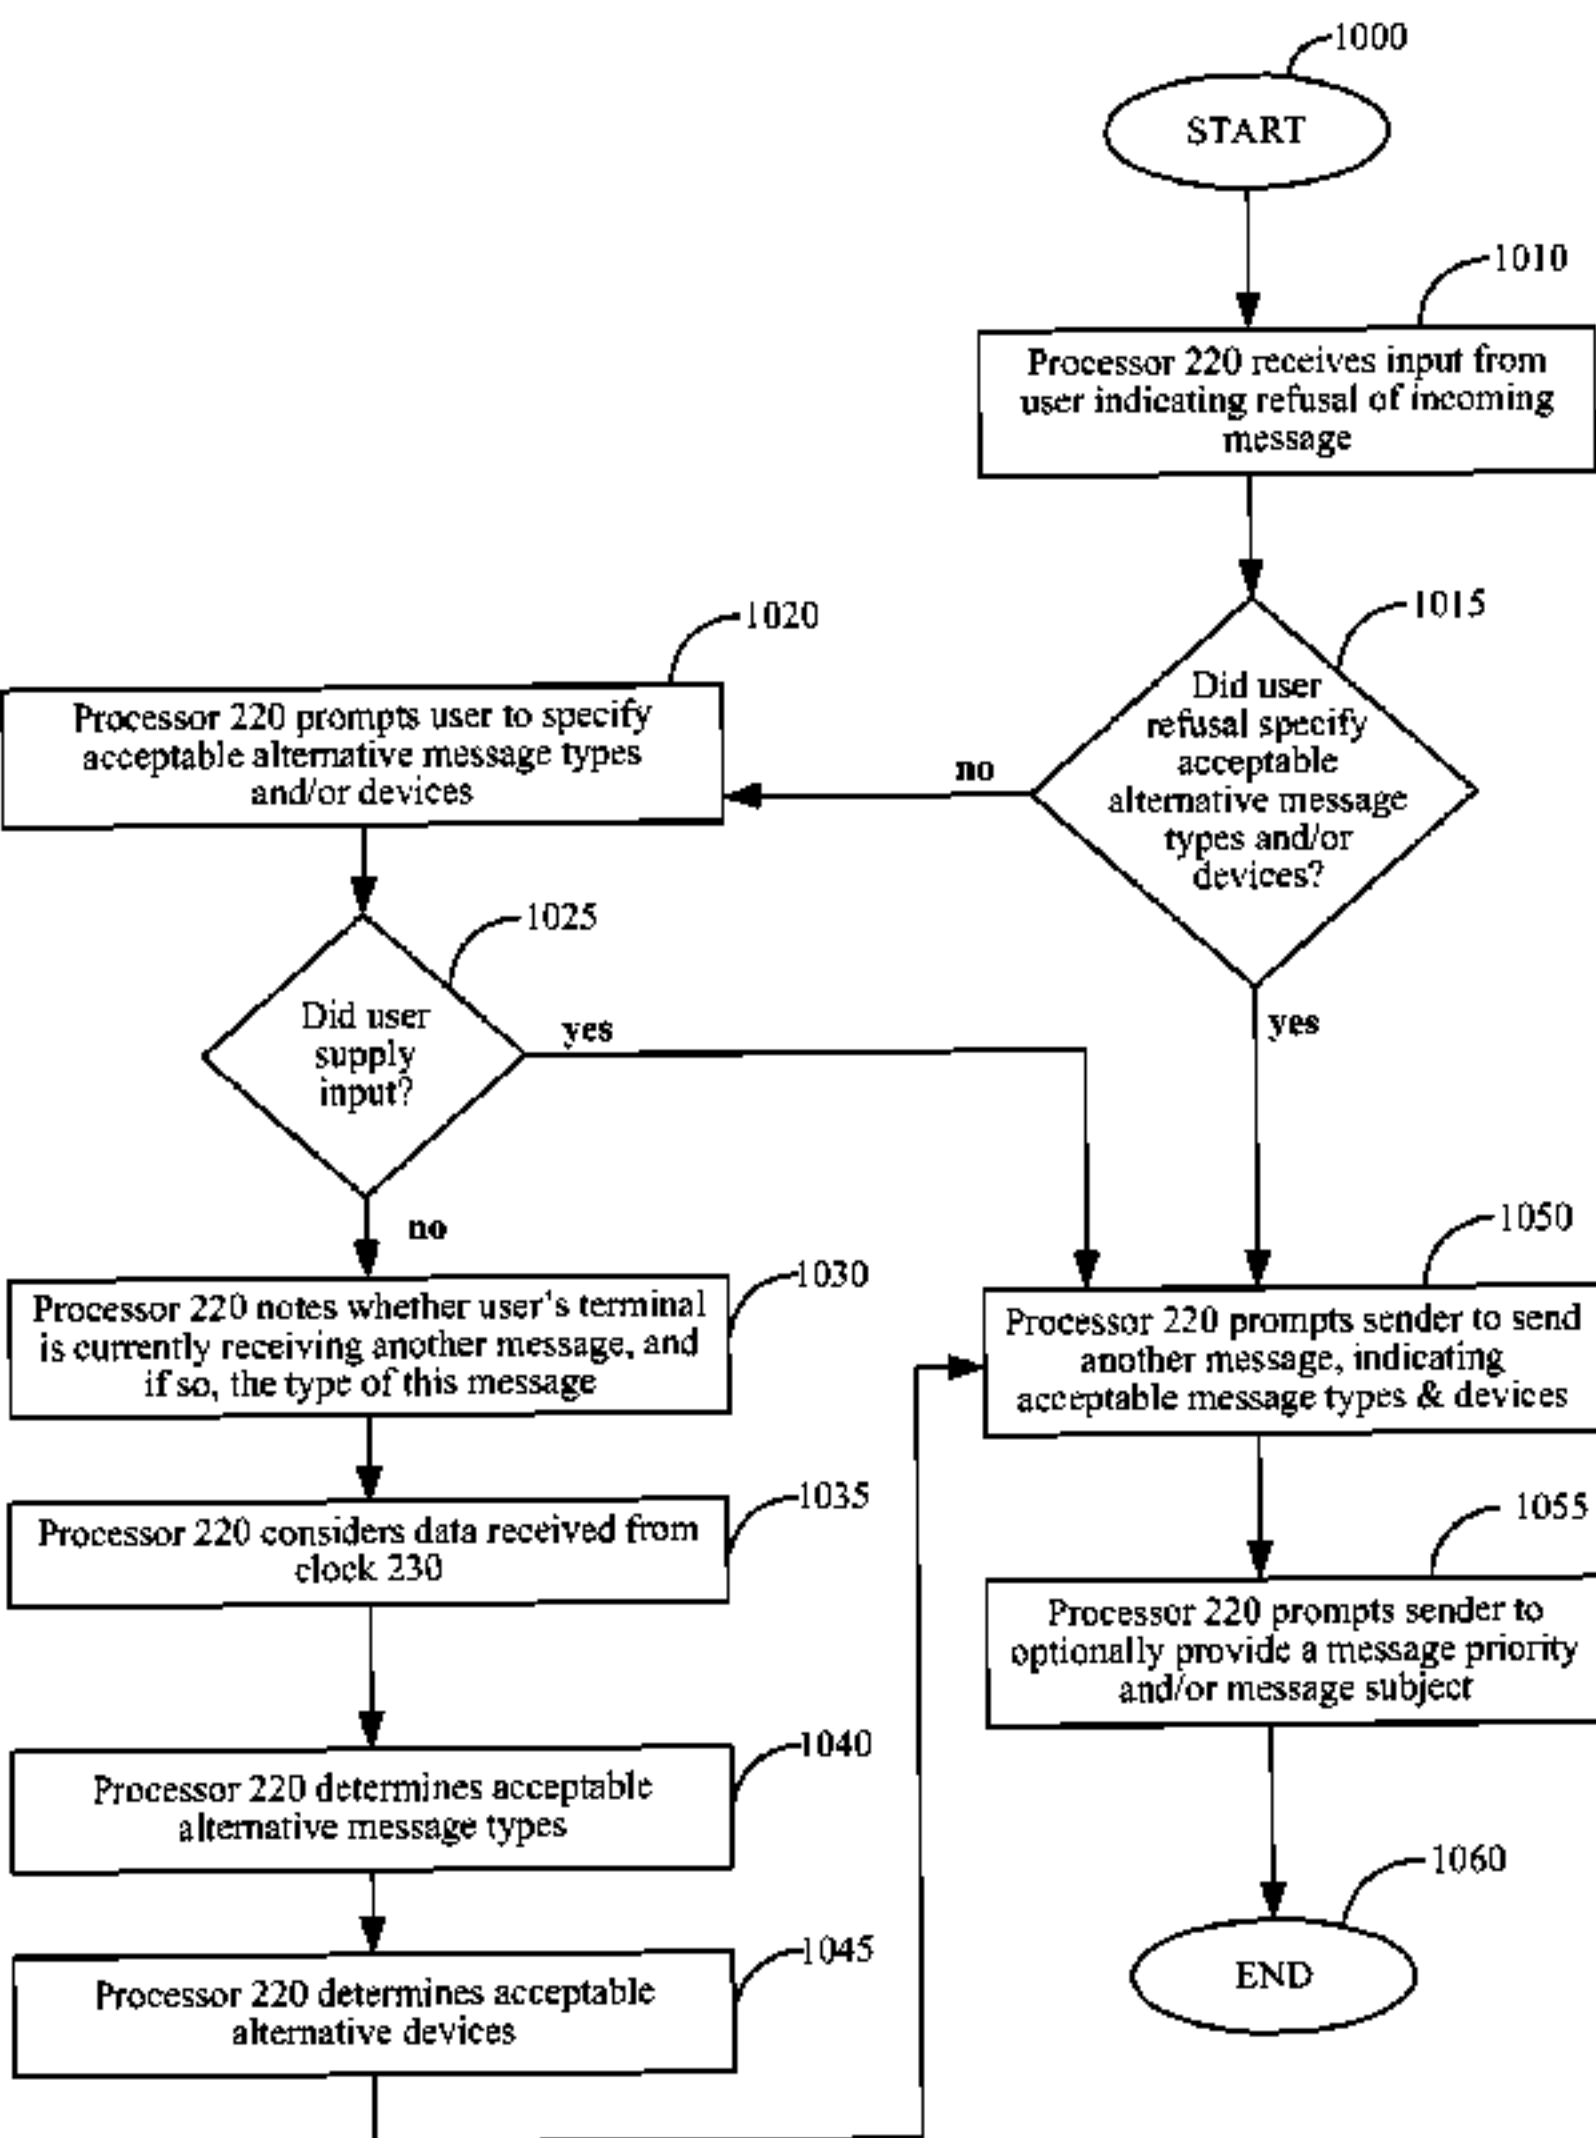 1000
START
1010
Processor 220 receives input from
user indicating refusal of incoming
message
1015
Did user
refusal specify
acceptable
alternative message
types and/or
devices?
no
yes
1020
Processor 220 prompts user to specify
acceptable alternative message types
and/or devices
1025
Did user
supply
input?
yes
no
1030
Processor 220 notes whether user's terminal
is currently receiving another message, and
if so, the type of this message
1035
Processor 220 considers data received from
clock 230
1040
Processor 220 determines acceptable
alternative message types
1045
Processor 220 determines acceptable
alternative devices
1050
Processor 220 prompts sender to send
another message, indicating
acceptable message types & devices
1055
Processor 220 prompts sender to
optionally provide a message priority
and/or message subject
1060
END